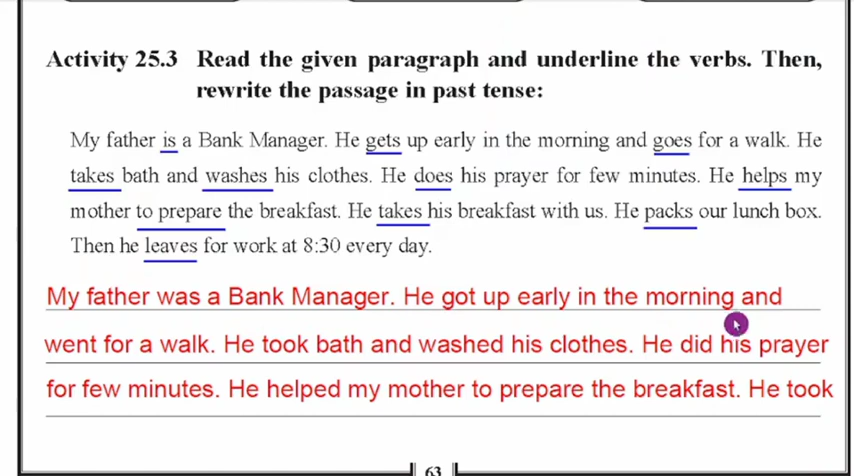 Activity 25.3 Read the given paragraph and underline the verbs. Then,
rewrite the passage in past tense:
My father is a Bank Manager. He gets up early in the morning and goes for a walk. He
takes bath and washes his clothes. He does his prayer for few minutes. He helps my
mother to prepare the breakfast. He takes his breakfast with us. He packs our lunch box.
Then he leaves for work at 8:30 every day.
My father was a Bank Manager. He got up early in the morning and
went for a walk. He took bath and washed his clothes. He did his prayer
for few minutes. He helped my mother to prepare the breakfast. He took
63